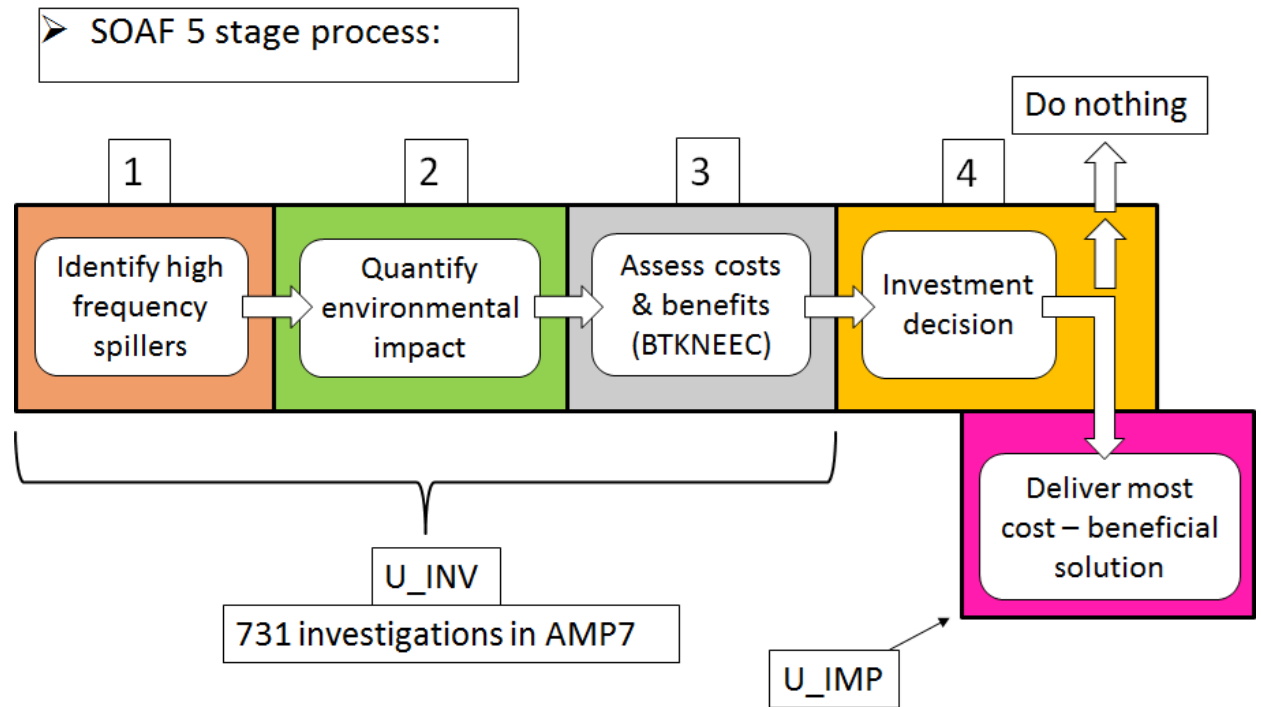 ➢ SOAF 5 stage process:
Do nothing
1
2
3
4
Identify high
frequency
spillers
Quantify
environmental
impact
Assess costs
& benefits
(BTKNEEC)
Investment
decision
Deliver most
cost – beneficial
solution
U_INV
731 investigations in AMP7
U_IMP